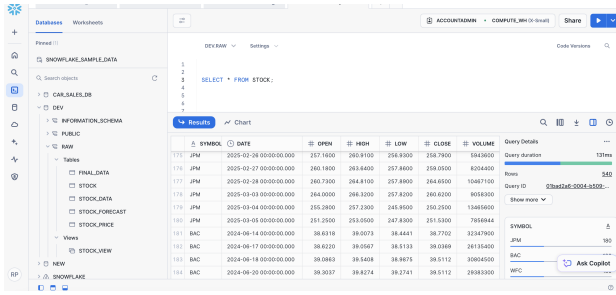 Databases Worksheets
Pinned (1)
SNOWFLAKE_SAMPLE_DATA
Search objects
CAR_SALES_DB
DEV
INFORMATION_SCHEMA
PUBLIC
RAW
Tables
FINAL_DATA
STOCK
STOCK_DATA
STOCK_FORECAST
STOCK_PRICES
Views
STOCK_VIEW
NEW
SNOWFLAKE
RP
ACCOUNTADMIN • COMPUTE_WH (X-Small) Share
DEV.RAW Settings Code Versions
1
2
3 SELECT * FROM STOCK;
4
5
6
7
Results Chart
SYMBOL DATE # OPEN # HIGH # LOW # CLOSE # VOLUME
175 JPM 2025-02-26 00:00:00.000 257.1600 260.9100 256.9300 258.7900 5943600
176 JPM 2025-02-27 00:00:00.000 260.1800 263.6400 257.8600 259.0500 8204400
177 JPM 2025-02-28 00:00:00.000 260.7300 264.8100 257.8900 264.6500 10467100
178 JPM 2025-03-03 00:00:00.000 264.0000 266.3200 257.8200 260.6200 9058300
179 JPM 2025-03-04 00:00:00.000 255.2800 257.2300 245.9500 250.2500 13465600
180 JPM 2025-03-05 00:00:00.000 251.2500 253.0500 247.8300 251.5300 7856944
181 BAC 2024-06-14 00:00:00.000 38.6318 39.0073 38.4441 38.7702 32347900
182 BAC 2024-06-17 00:00:00.000 38.6220 39.0567 38.5133 39.0369 26135400
183 BAC 2024-06-18 00:00:00.000 39.0863 39.5408 38.9875 39.5112 30804500
184 BAC 2024-06-20 00:00:00.000 39.3037 39.8274 39.2741 39.5112 29383300
Query Details
Query duration 131ms
Rows 540
Query ID 01bad2a6-0004-b509-...
Show more
SYMBOL
JPM 180
BAC
WFC
Ask Copilot